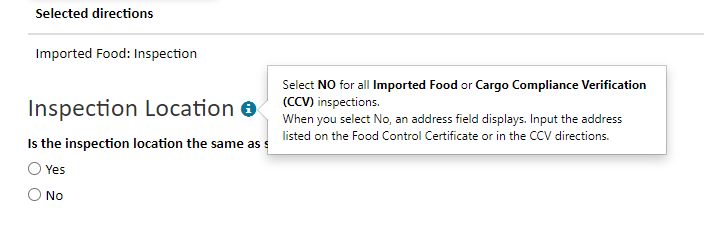 Selected directions
Imported Food: Inspection
Select NO for all Imported Food or Cargo Compliance Verification
(CCV) inspections.
When you select No, an address field displays. Input the address
listed on the Food Control Certificate or in the CCV directions.
Inspection Location
Is the inspection location the same as
Yes
No